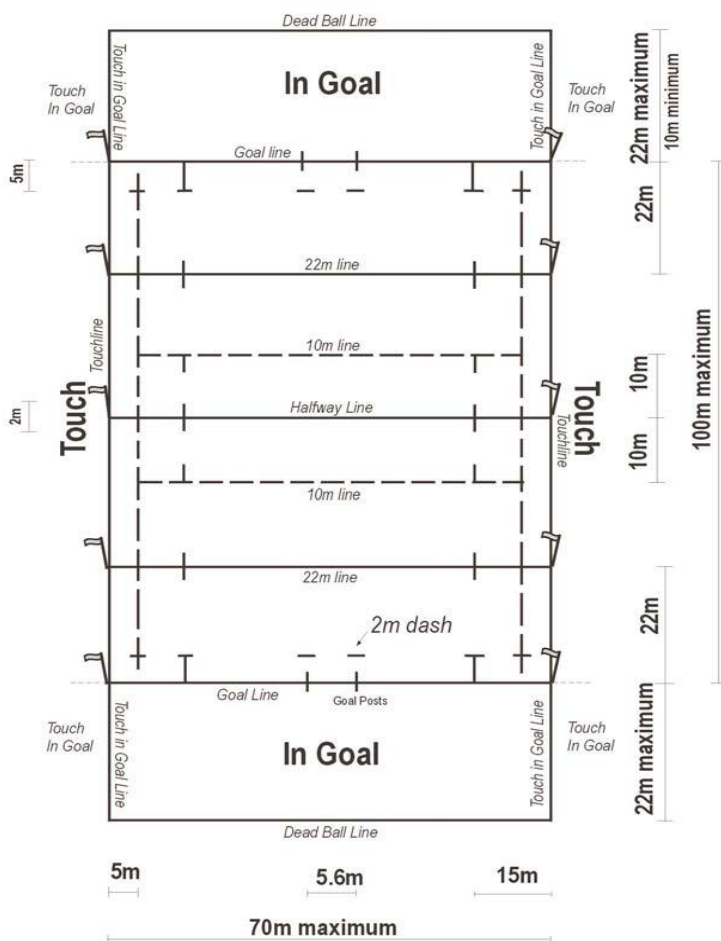 Dead Ball Line
Touch in Goal Line
In Goal
Touch in Goal Line
Touch
In Goal
Touch
In Goal
22m maximum
10m minimum
Goal line
5m
22m
22m line
Touchline
10m line
10m
2m
Touch
Halfway Line
Touch
Touchline
100m maximum
10m
10m line
22m line
22m
2m dash
Goal Line
Goal Posts
Touch
In Goal
Touch in Goal Line
In Goal
Touch in Goal Line
Touch
In Goal
22m maximum
Dead Ball Line
5m
5.6m
15m
70m maximum